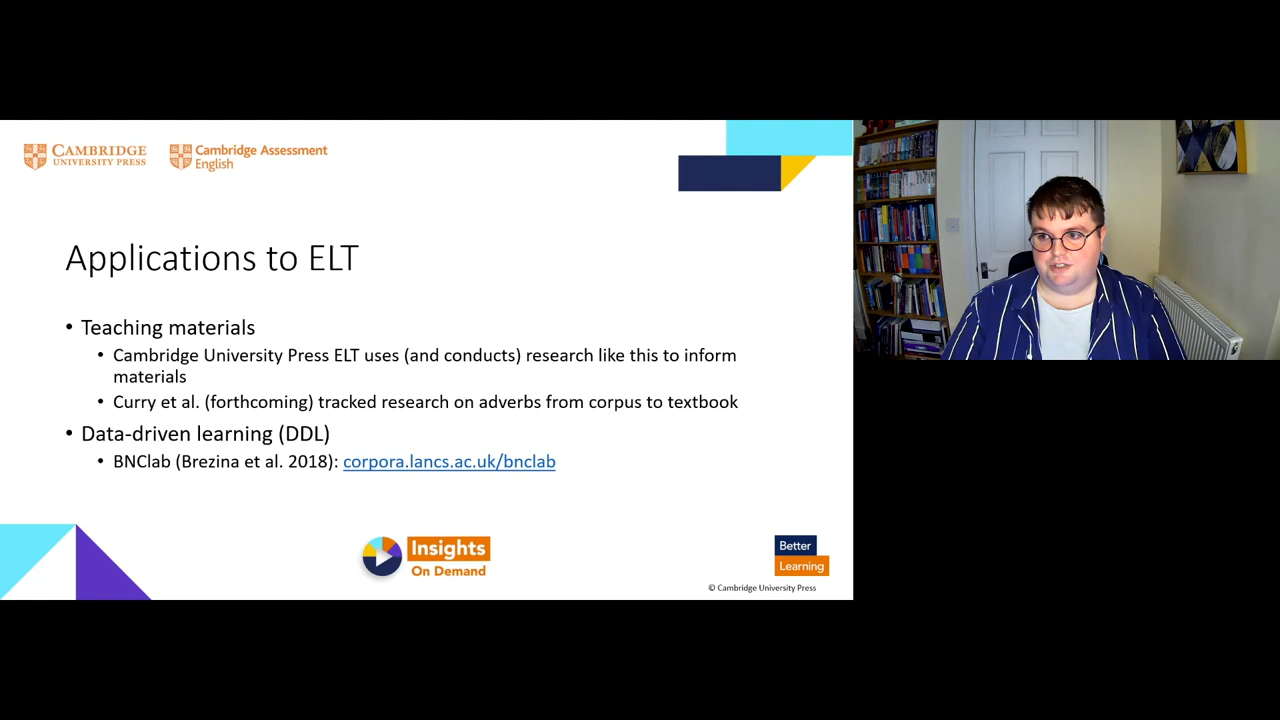 CAMBRIDGE
UNIVERSITY PRESS
Cambridge Assessment
English
Applications to ELT
• Teaching materials
• Cambridge University Press ELT uses (and conducts) research like this to inform
materials
• Curry et al. (forthcoming) tracked research on adverbs from corpus to textbook
• Data-driven learning (DDL)
• BNClab (Brezina et al. 2018): corpora.lancs.ac.uk/bnclab
Insights
On Demand
Better
Learning
© Cambridge University Press